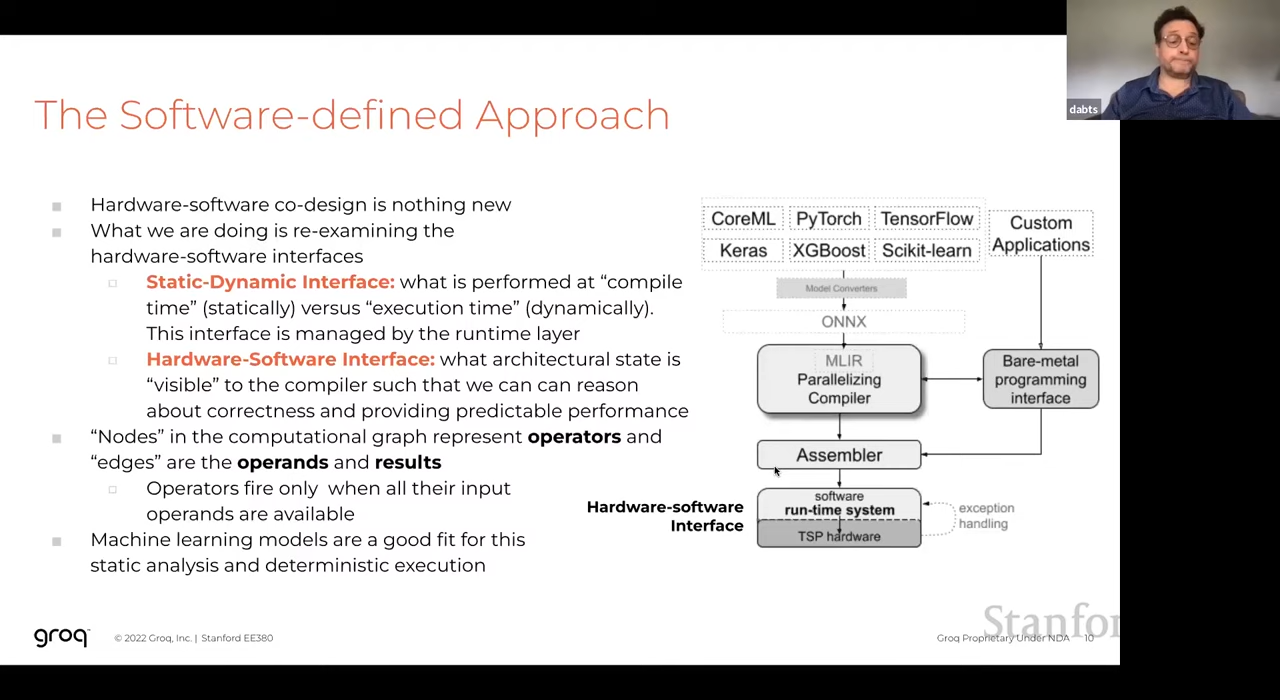 dabts
The Software-defined Approach
Hardware-software co-design is nothing new
What we are doing is re-examining the
hardware-software interfaces
Static-Dynamic Interface: what is performed at “compile
time” (statically) versus “execution time” (dynamically).
This interface is managed by the runtime layer
Hardware-Software Interface: what architectural state is
“visible” to the compiler such that we can can reason
about correctness and providing predictable performance
“Nodes” in the computational graph represent operators and
“edges” are the operands and results
Operators fire only when all their input
operands are available
Machine learning models are a good fit for this
static analysis and deterministic execution
CoreML PyTorch TensorFlow
Keras XGBoost Scikit-learn
Custom
Applications
Model Converters
ONNX
MLIR
Parallelizing
Compiler
Bare-metal
programming
interface
Assembler
Hardware-software
Interface
software
run-time system
TSP hardware
exception
handling
groq
© 2022 Groq, Inc. | Stanford EE380
Stanfor
Groq Proprietary Under NDA 10